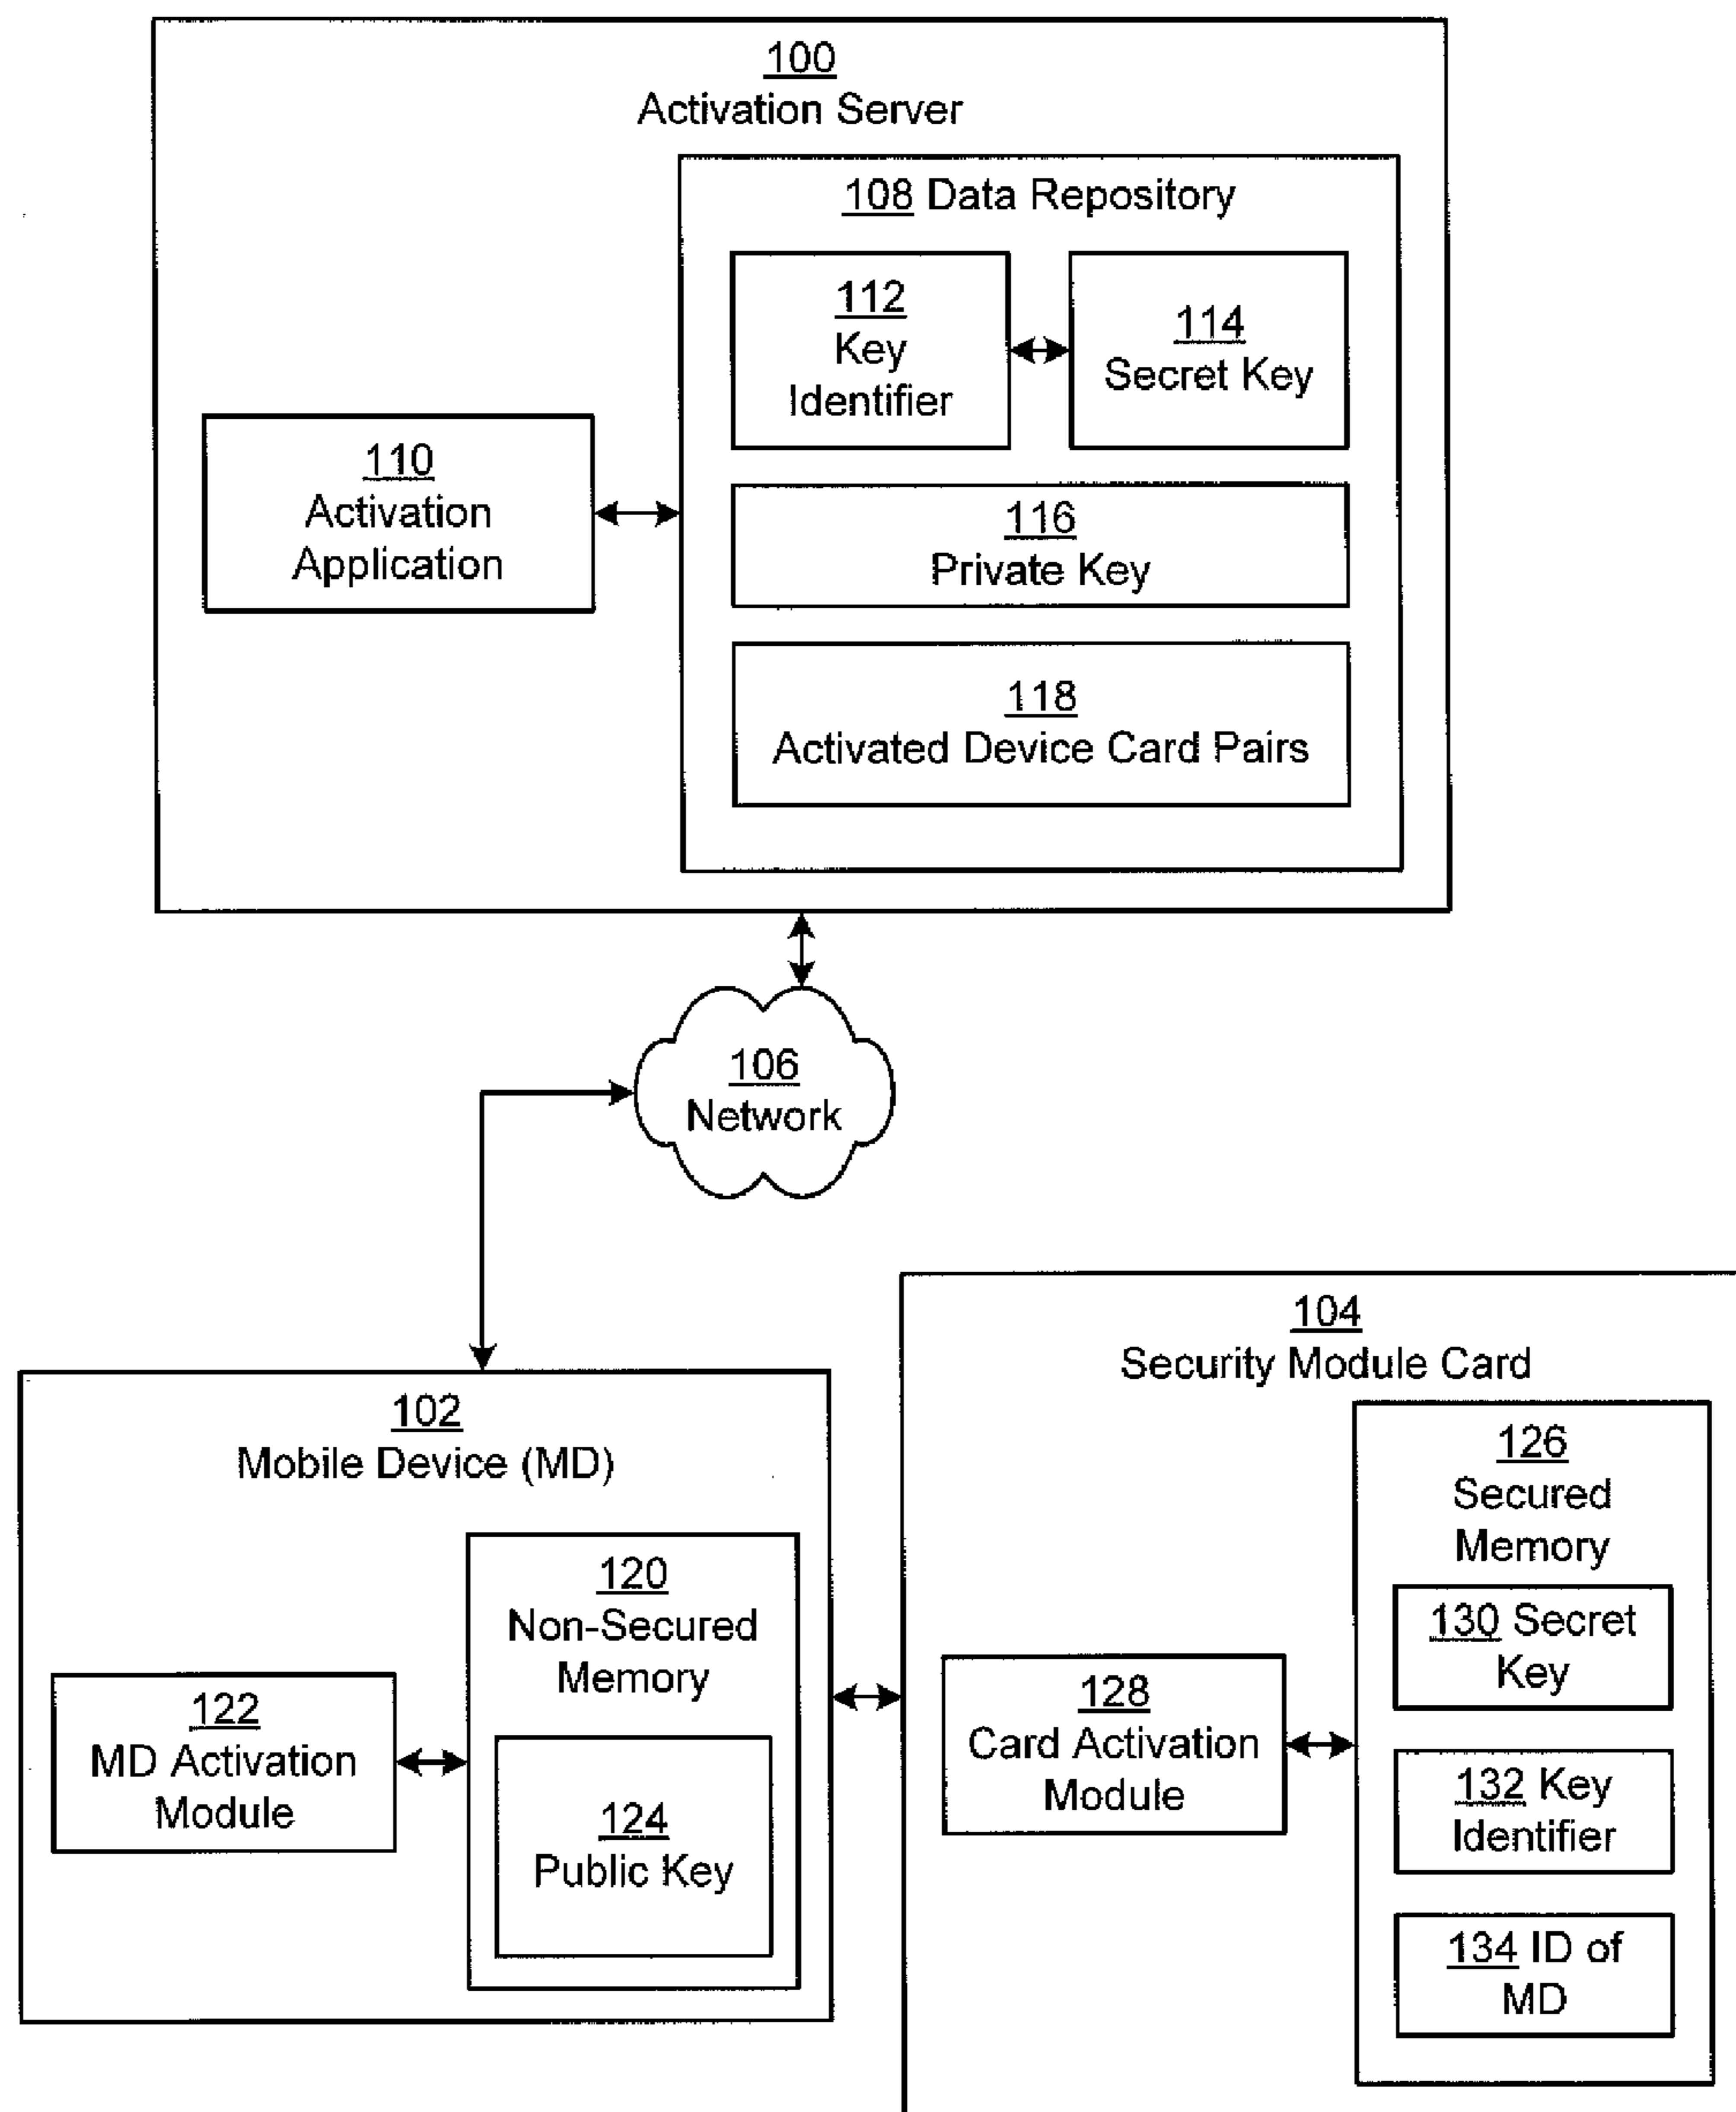 100
Activation Server
108 Data Repository
112
Key
Identifier
114
Secret Key
110
Activation
Application
116
Private Key
118
Activated Device Card Pairs
106
Network
104
Security Module Card
102
Mobile Device (MD)
126
Secured
Memory
120
Non-Secured
Memory
130 Secret
Key
122
MD Activation
Module
128
Card Activation
Module
132 Key
Identifier
124
Public Key
134 ID of
MD